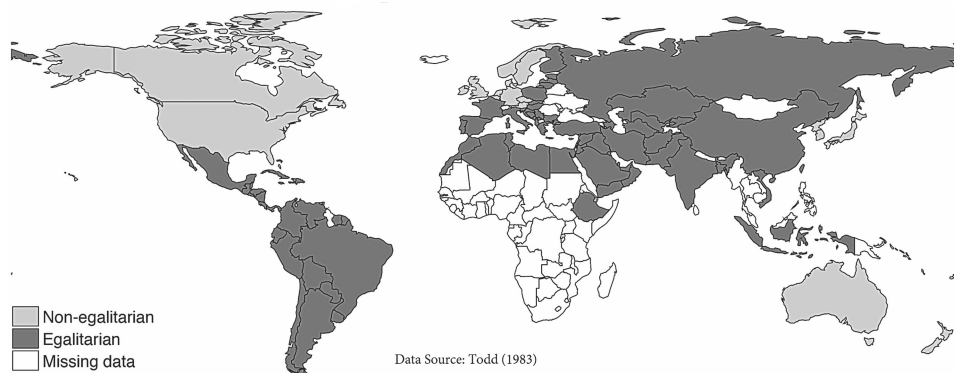 Non-egalitarian
Egalitarian
Missing data
Data Source: Todd (1983)